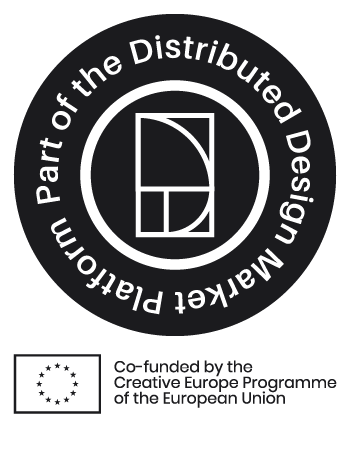 Part of the Distributed Design Market Platform
Co-funded by the
Creative Europe Programme
of the European Union